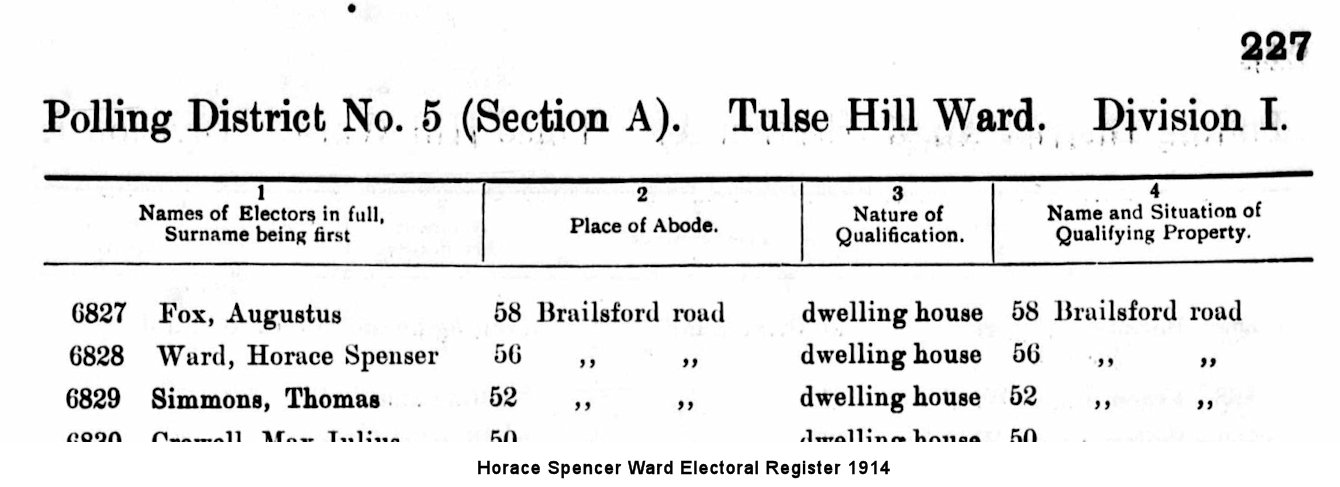 227
Polling District No. 5 (Section A). Tulse Hill Ward. Division I.
1 2 3 4
Names of Electors in full, Surname being first Place of Abode. Nature of Qualification. Name and Situation of Qualifying Property.
6827 Fox, Augustus 58 Brailsford road dwelling house 58 Brailsford road
6828 Ward, Horace Spenser 56 ,, ,, dwelling house 56 ,, ,,
6829 Simmons, Thomas 52 ,, ,, dwelling house 52 ,, ,,
50 dwelling house 50
Horace Spencer Ward Electoral Register 1914